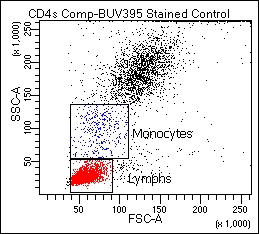 CD4s Comp-BUV395 Stained Control
(x 1,000)
SSC-A
250
200
150
100
50
Monocytes
Lymphs
50 100 150 200 250
FSC-A
(x 1,000)